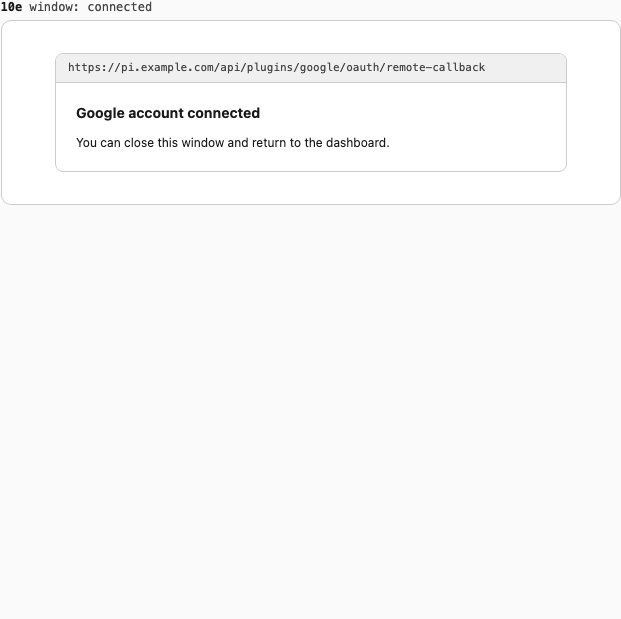 10e window: connected
https://pi.example.com/api/plugins/google/oauth/remote-callback
Google account connected
You can close this window and return to the dashboard.